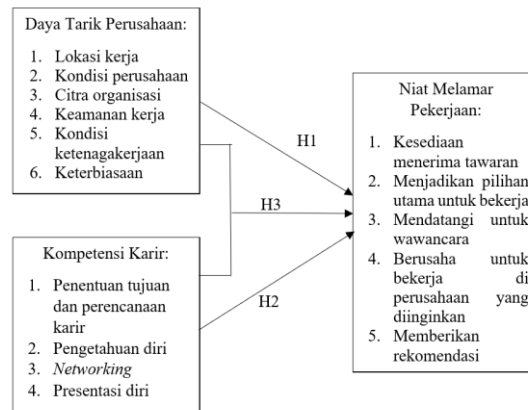 Daya Tarik Perusahaan:
1. Lokasi kerja
2. Kondisi perusahaan
3. Citra organisasi
4. Keamanan kerja
5. Kondisi
ketenagakerjaan
6. Keterbiasaan
H1
H3
H2
Kompetensi Karir:
1. Penentuan tujuan
dan perencanaan
karir
2. Pengetahuan diri
3. Networking
4. Presentasi diri
Niat Melamar
Pekerjaan:
1. Kesediaan
menerima tawaran
2. Menjadikan pilihan
utama untuk bekerja
3. Mendatangi untuk
wawancara
4. Berusaha untuk
bekerja di
perusahaan yang
diinginkan
5. Memberikan
rekomendasi